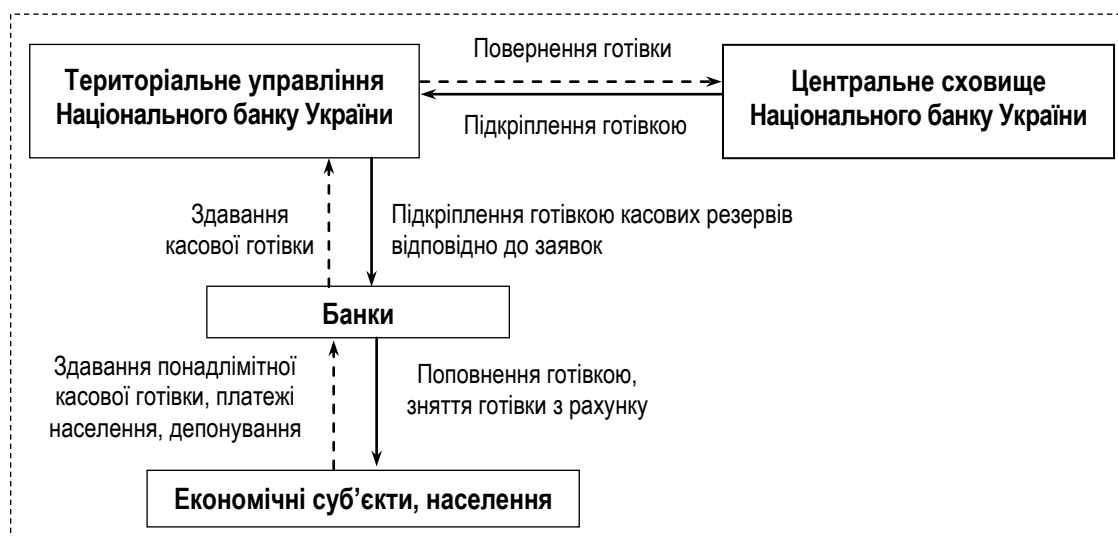 Повернення готівки
Територіальне управління
Національного банку України
Центральне сховище
Національного банку України
Підкріплення готівкою
Здавання
касової готівки
Підкріплення готівкою касових резервів
відповідно до заявок
Банки
Здавання понадлімітної
касової готівки, платежі
населення, депонування
Поповнення готівкою,
зняття готівки з рахунку
Економічні суб’єкти, населення